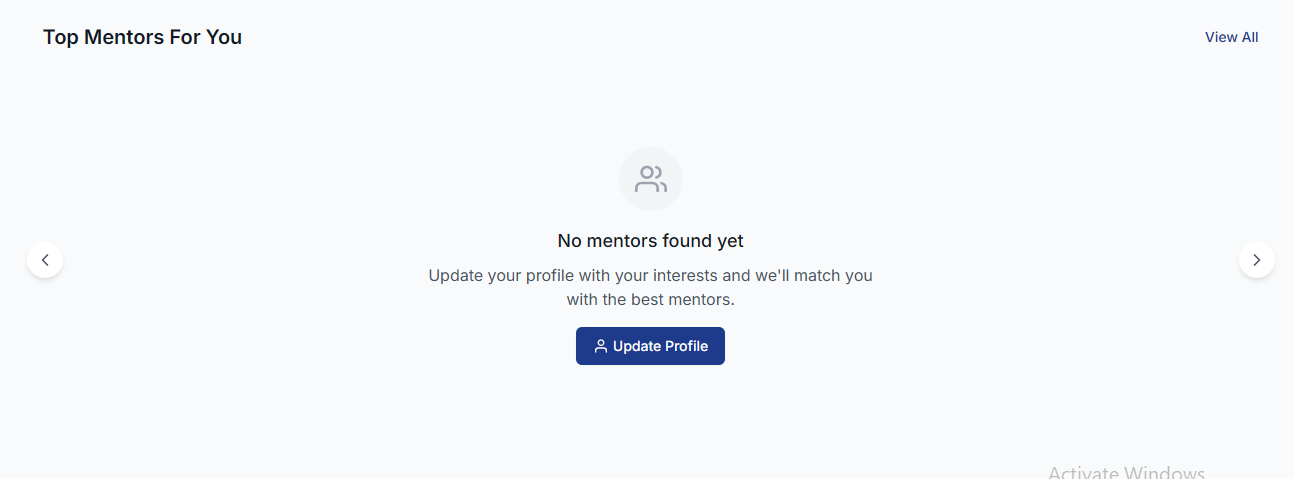 Top Mentors For You
View All
No mentors found yet
Update your profile with your interests and we'll match you
with the best mentors.
Update Profile
Activate Windows